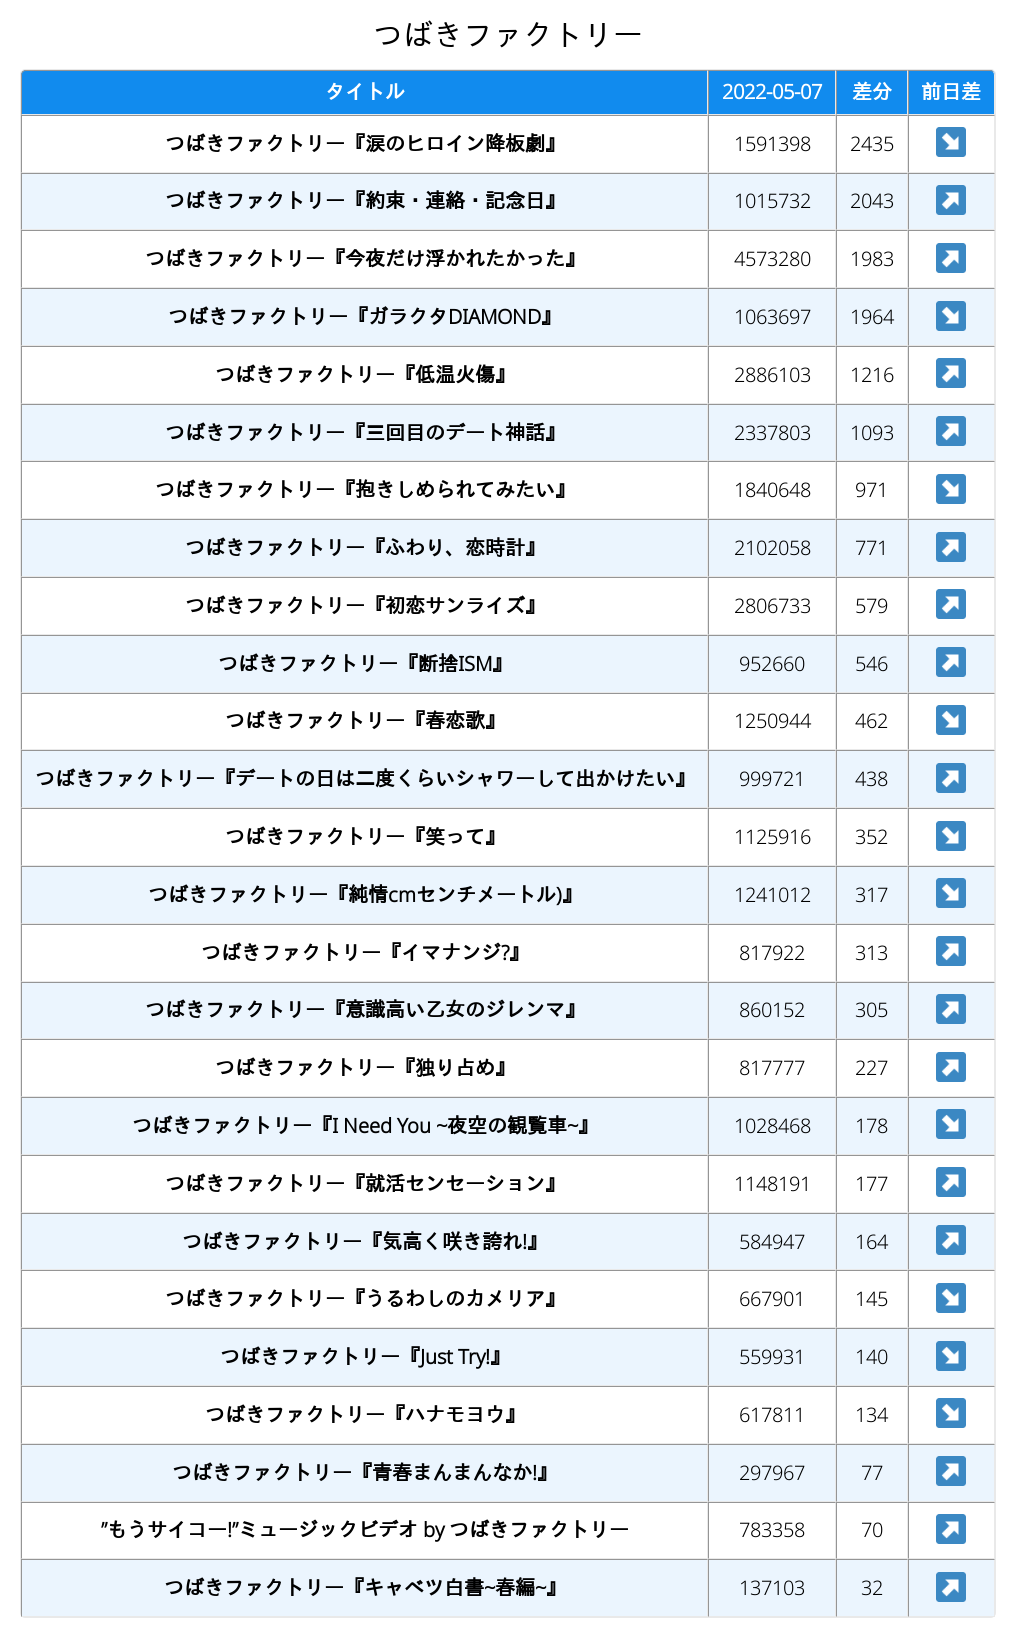 つばきファクトリー
タイトル 2022-05-07 差分 前日差
つばきファクトリー『涙のヒロイン降板劇』 1591398 2435 ↘
つばきファクトリー『約束・連絡・記念日』 1015732 2043 ↗
つばきファクトリー『今夜だけ浮かれたかった』 4573280 1983 ↗
つばきファクトリー『ガラクタDIAMOND』 1063697 1964 ↘
つばきファクトリー『低温火傷』 2886103 1216 ↗
つばきファクトリー『三回目のデート神話』 2337803 1093 ↗
つばきファクトリー『抱きしめられてみたい』 1840648 971 ↘
つばきファクトリー『ふわり、恋時計』 2102058 771 ↗
つばきファクトリー『初恋サンライズ』 2806733 579 ↗
つばきファクトリー『断捨ISM』 952660 546 ↗
つばきファクトリー『春恋歌』 1250944 462 ↘
つばきファクトリー『デートの日は二度くらいシャワーして出かけたい』 999721 438 ↗
つばきファクトリー『笑って』 1125916 352 ↘
つばきファクトリー『純情cmセンチメートル)』 1241012 317 ↘
つばきファクトリー『イマナンジ?』 817922 313 ↗
つばきファクトリー『意識高い乙女のジレンマ』 860152 305 ↗
つばきファクトリー『独り占め』 817777 227 ↗
つばきファクトリー『I Need You ~夜空の観覧車~』 1028468 178 ↘
つばきファクトリー『就活センセーション』 1148191 177 ↗
つばきファクトリー『気高く咲き誇れ!』 584947 164 ↗
つばきファクトリー『うるわしのカメリア』 667901 145 ↘
つばきファクトリー『Just Try!』 559931 140 ↘
つばきファクトリー『ハナモヨウ』 617811 134 ↘
つばきファクトリー『青春まんまんなか!』 297967 77 ↗
”もうサイコー!”ミュージックビデオ by つばきファクトリー 783358 70 ↗
つばきファクトリー『キャベツ白書~春編~』 137103 32 ↗